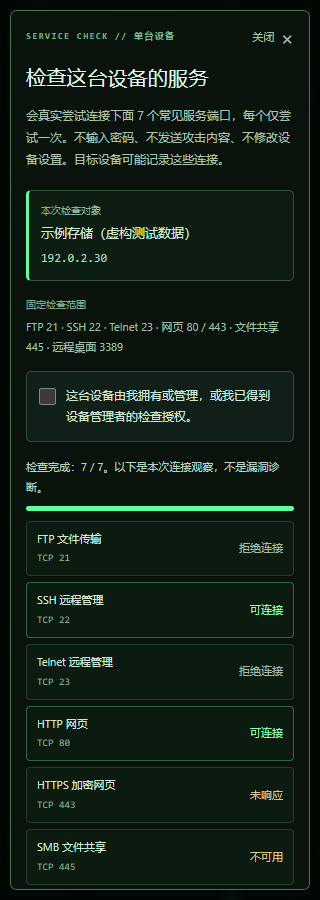 SERVICE CHECK // 单台设备
关闭 ×
检查这台设备的服务
会真实尝试连接下面 7 个常见服务端口，每个仅尝
试一次。不输入密码、不发送攻击内容、不修改设
备设置。目标设备可能记录这些连接。
本次检查对象
示例存储（虚构测试数据）
192.0.2.30
固定检查范围
FTP 21 · SSH 22 · Telnet 23 · 网页 80 / 443 · 文件共享
445 · 远程桌面 3389
这台设备由我拥有或管理，或我已得到
设备管理者的检查授权。
检查完成：7 / 7。以下是本次连接观察，不是漏洞诊
断。
FTP 文件传输
拒绝连接
TCP 21
SSH 远程管理
可连接
TCP 22
Telnet 远程管理
拒绝连接
TCP 23
HTTP 网页
可连接
TCP 80
HTTPS 加密网页
未响应
TCP 443
SMB 文件共享
不可用
TCP 445